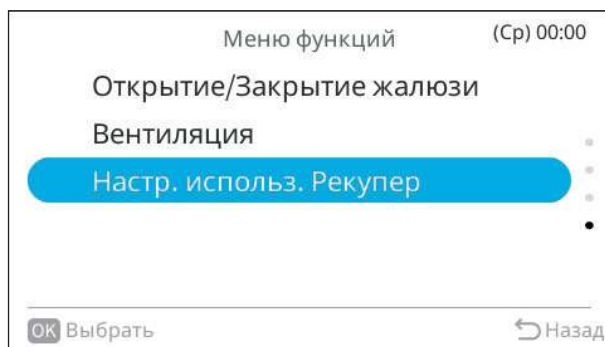 Меню функций
(Ср) 00:00
Открытие/Закрытие жалюзи
Вентиляция
Настр. использ. Рекупер
OK Выбрать
Назад